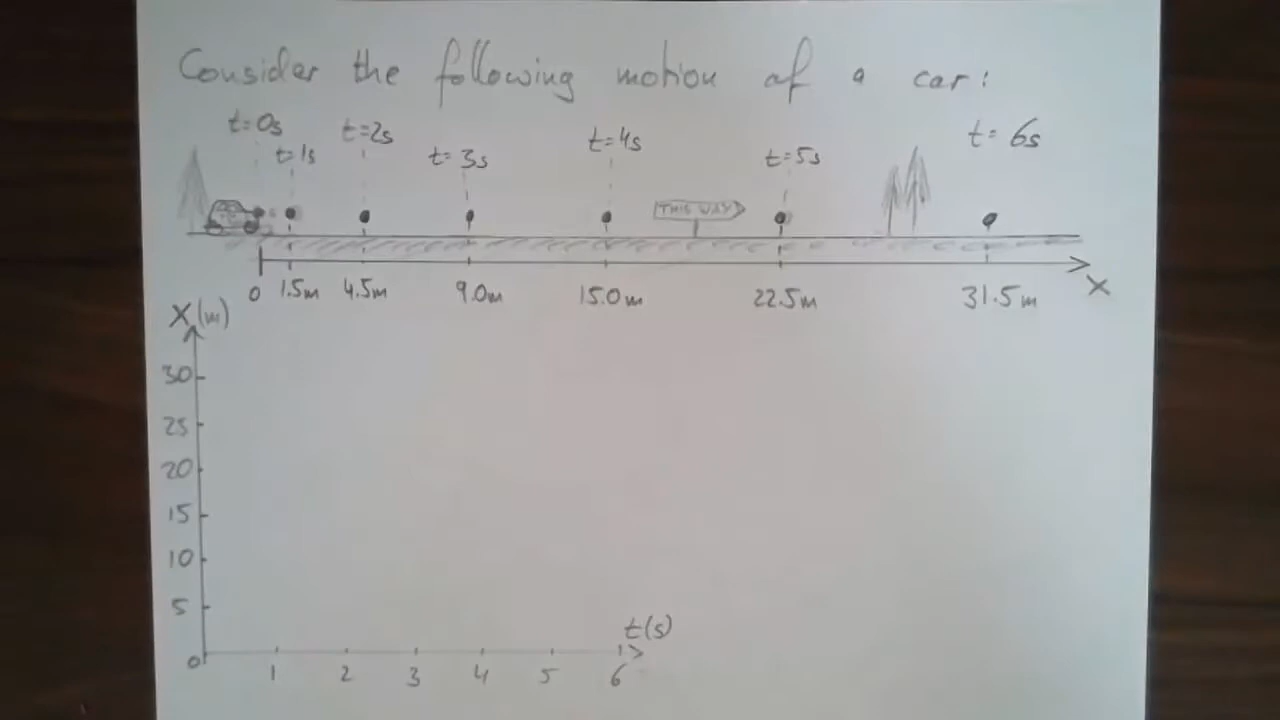 Consider the following motion of a car:
t=0s t=1s t=2s t=3s t=4s t=5s t=6s
THIS WAY
0 1.5m 4.5m 9.0m 15.0m 22.5m 31.5m X
X(m)
30
25
20
15
10
5
t(s)
0 1 2 3 4 5 6